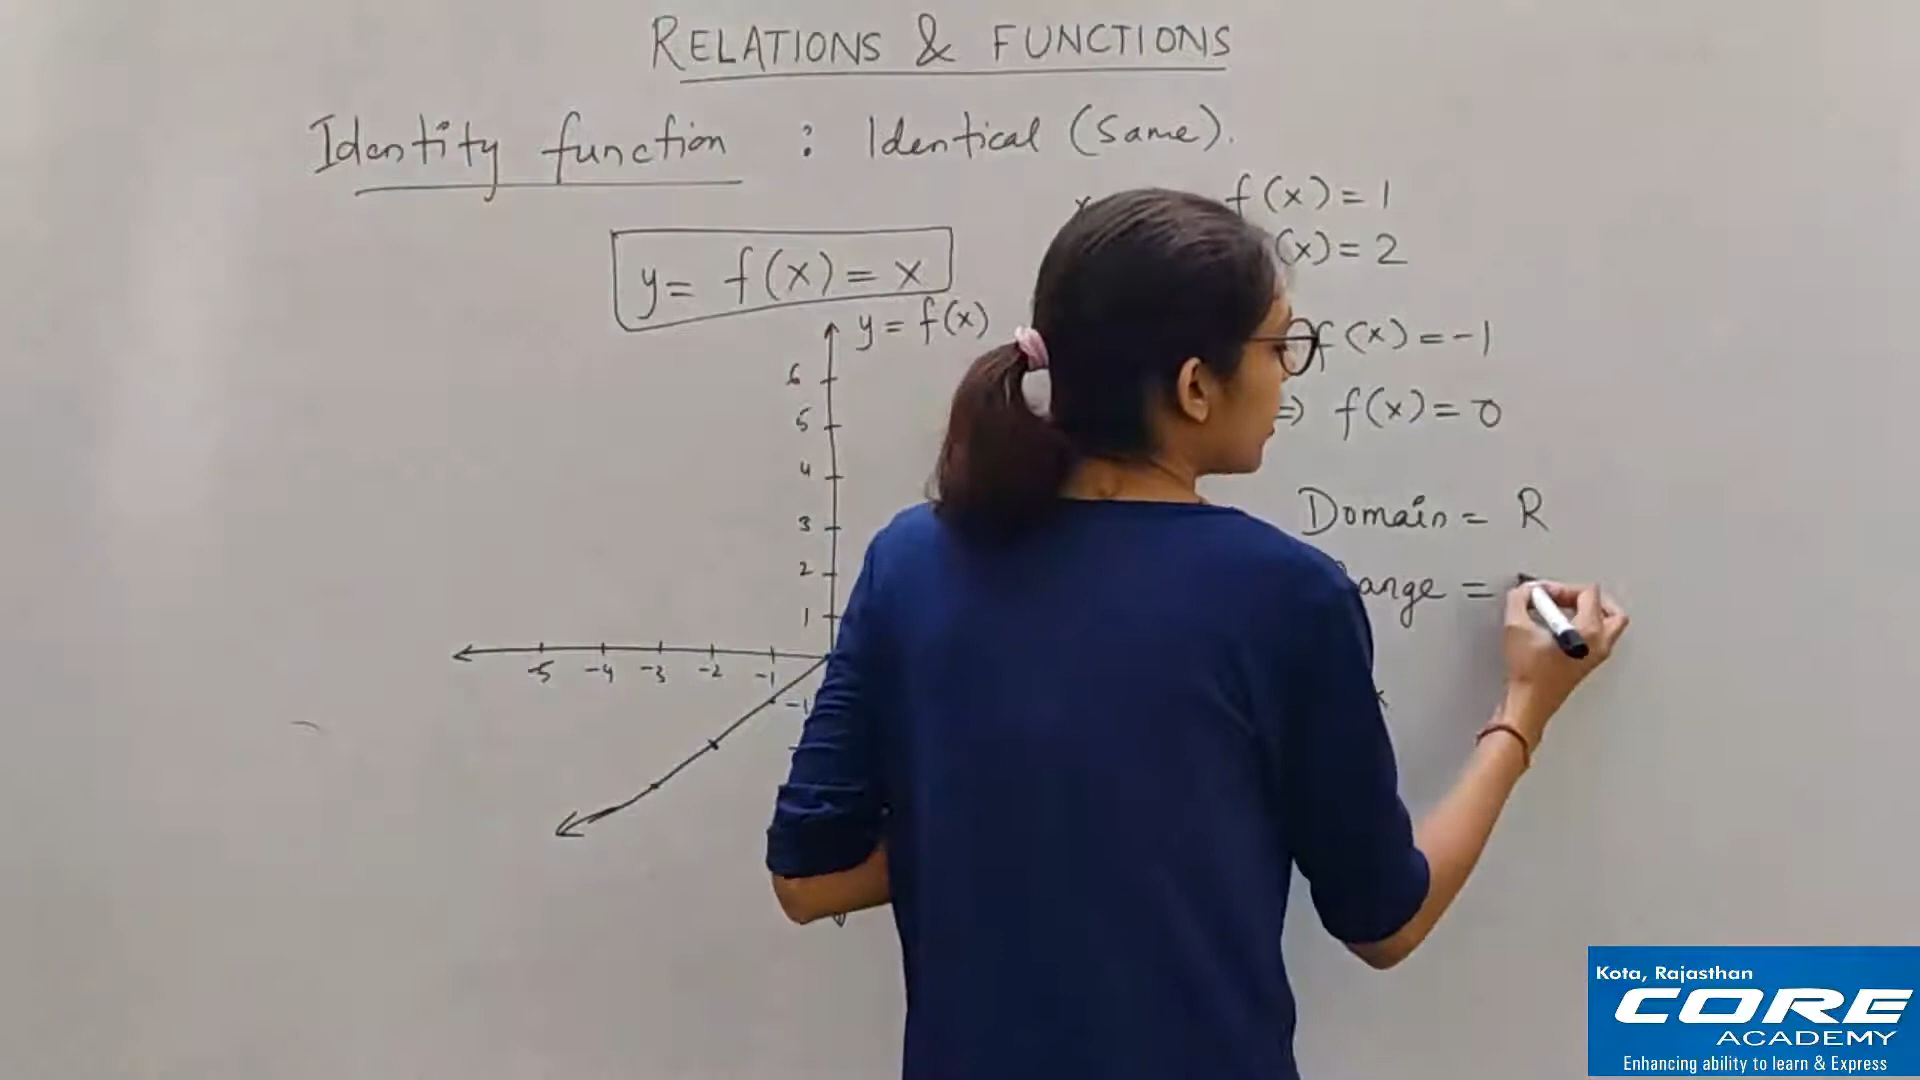 RELATIONS & FUNCTIONS
Identity function : Identical (Same).
f(x) = 1
(x) = 2
y = f(x) = x
y = f(x)
f(x) = -1
⇒ f(x) = 0
6
5
4
3
2
1
Domain = R
ange =
-5 -4 -3 -2 -1
-1
x
Kota, Rajasthan
CORE
ACADEMY
Enhancing ability to learn & Express